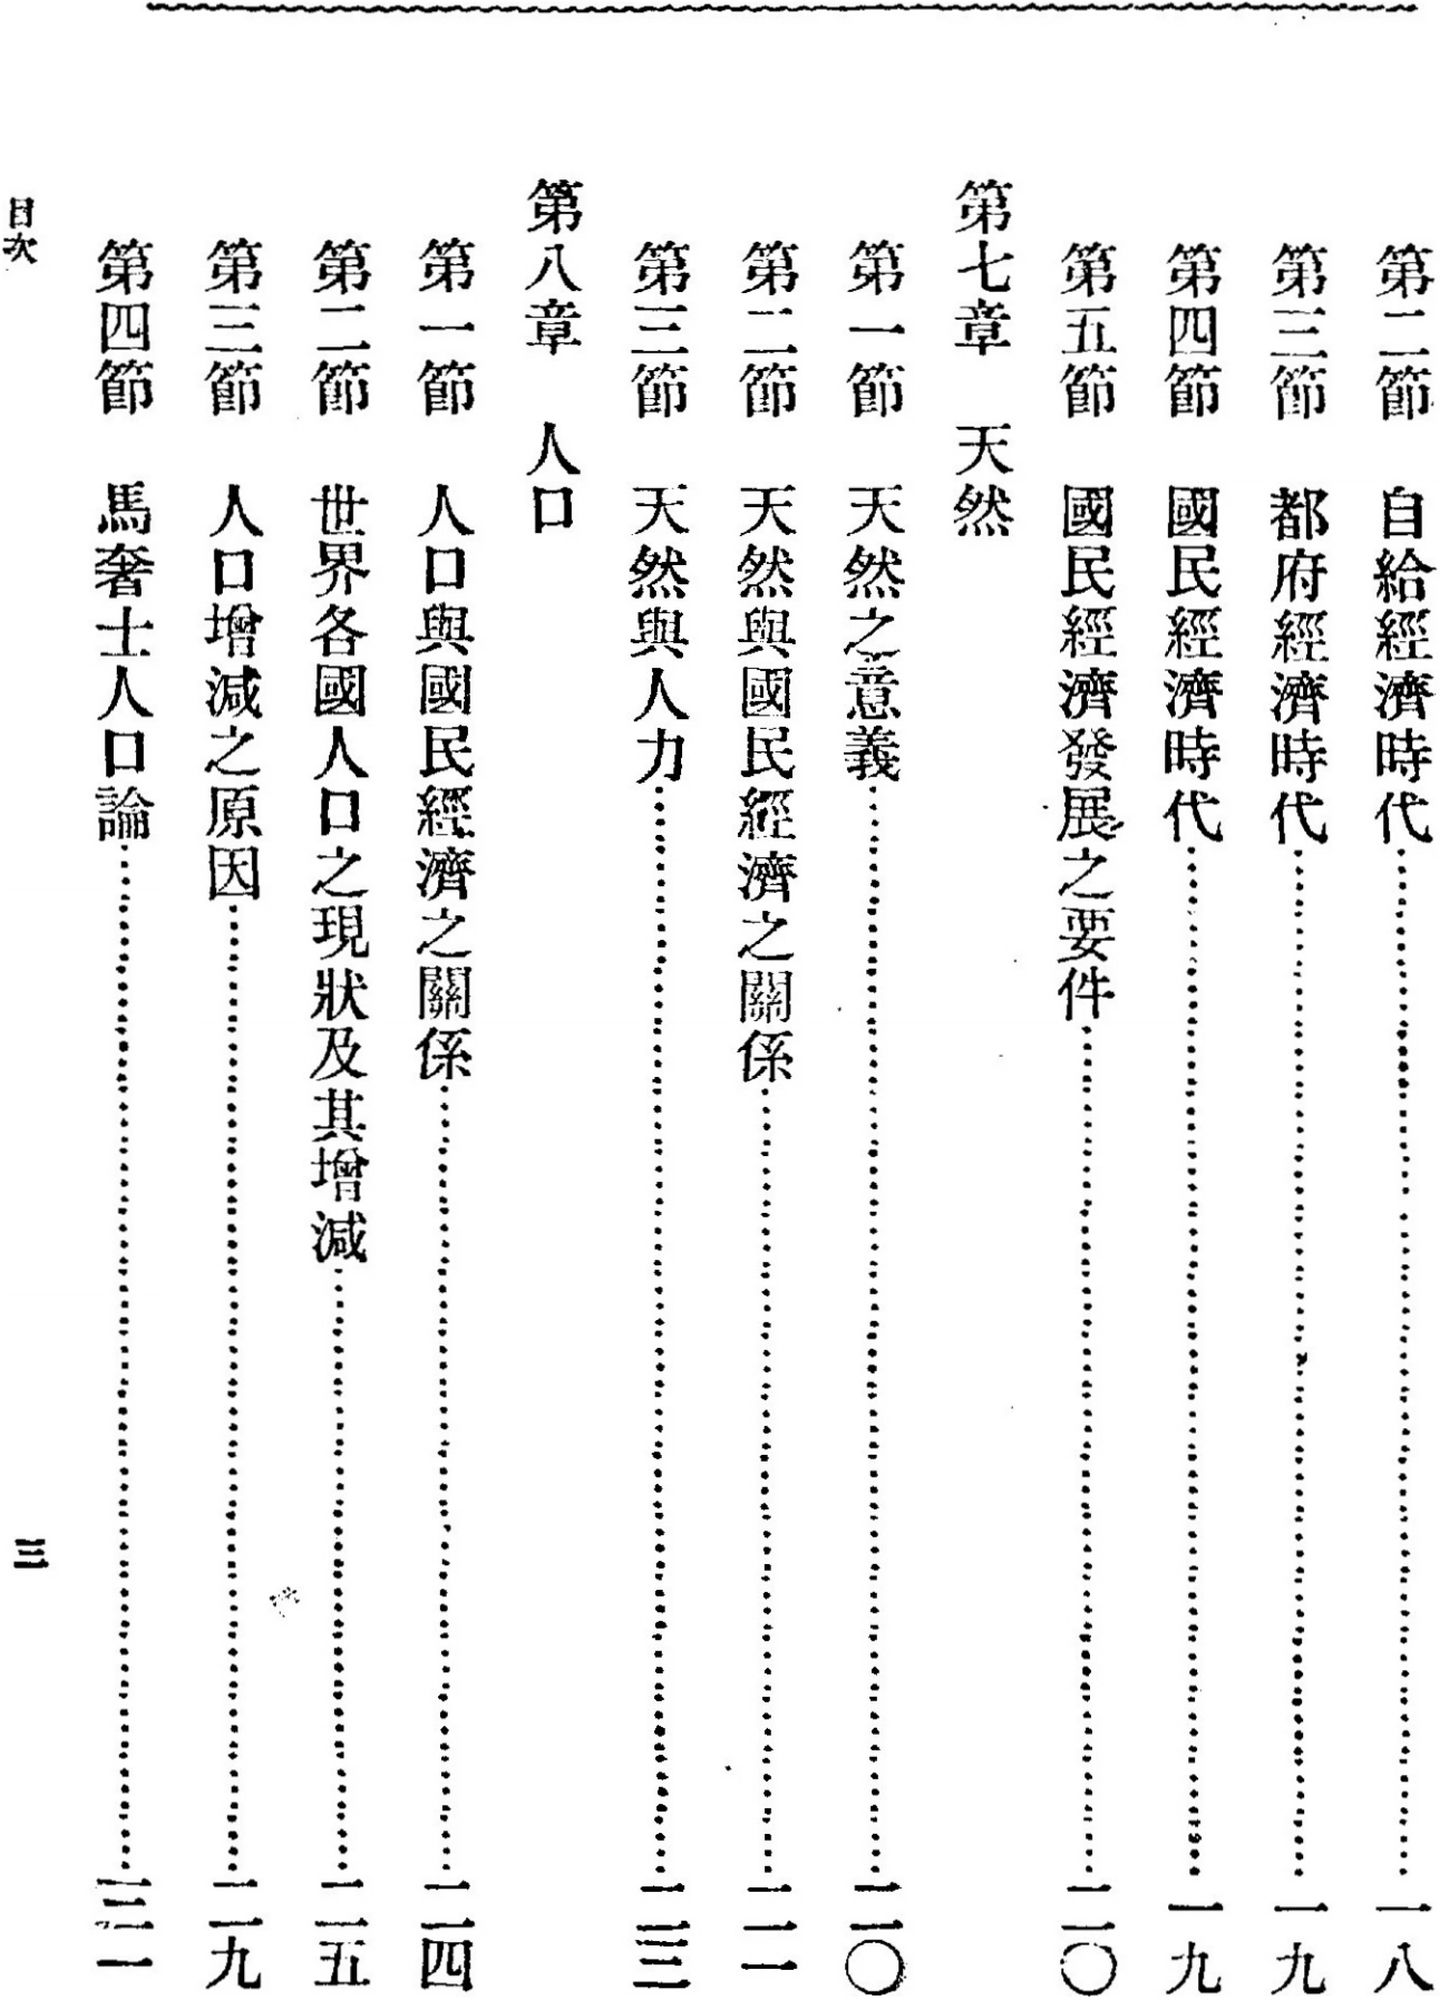 第二節　自給經濟時代…………一八
第三節　都府經濟時代…………一九
第四節　國民經濟時代…………一九
第五節　國民經濟發展之要件…………二〇
第七章　天然
第一節　天然之意義…………二〇
第二節　天然與國民經濟之關係…………二一
第三節　天然與人力…………二三
第八章　人口
第一節　人口與國民經濟之關係…………二四
第二節　世界各國人口之現狀及其增減…………二五
第三節　人口增減之原因…………二九
第四節　馬奢士人口論…………三一
目次
三